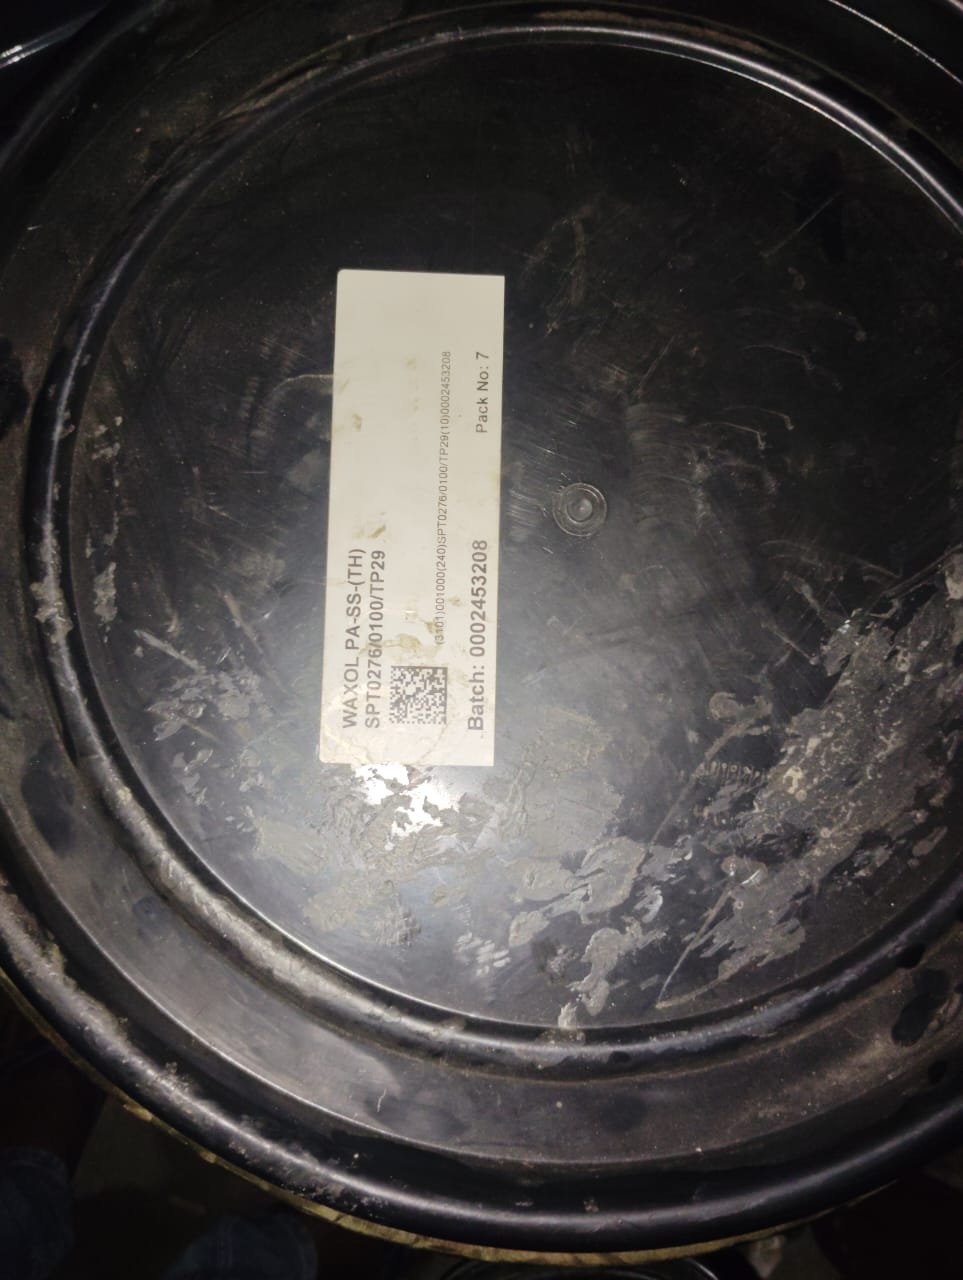 WAXOL PA-SS-(TH)
SPT0276/0100/TP29
(3101)001000(240)SPT0276/0100/TP29(10)0002453208
Batch: 0002453208 Pack No: 7